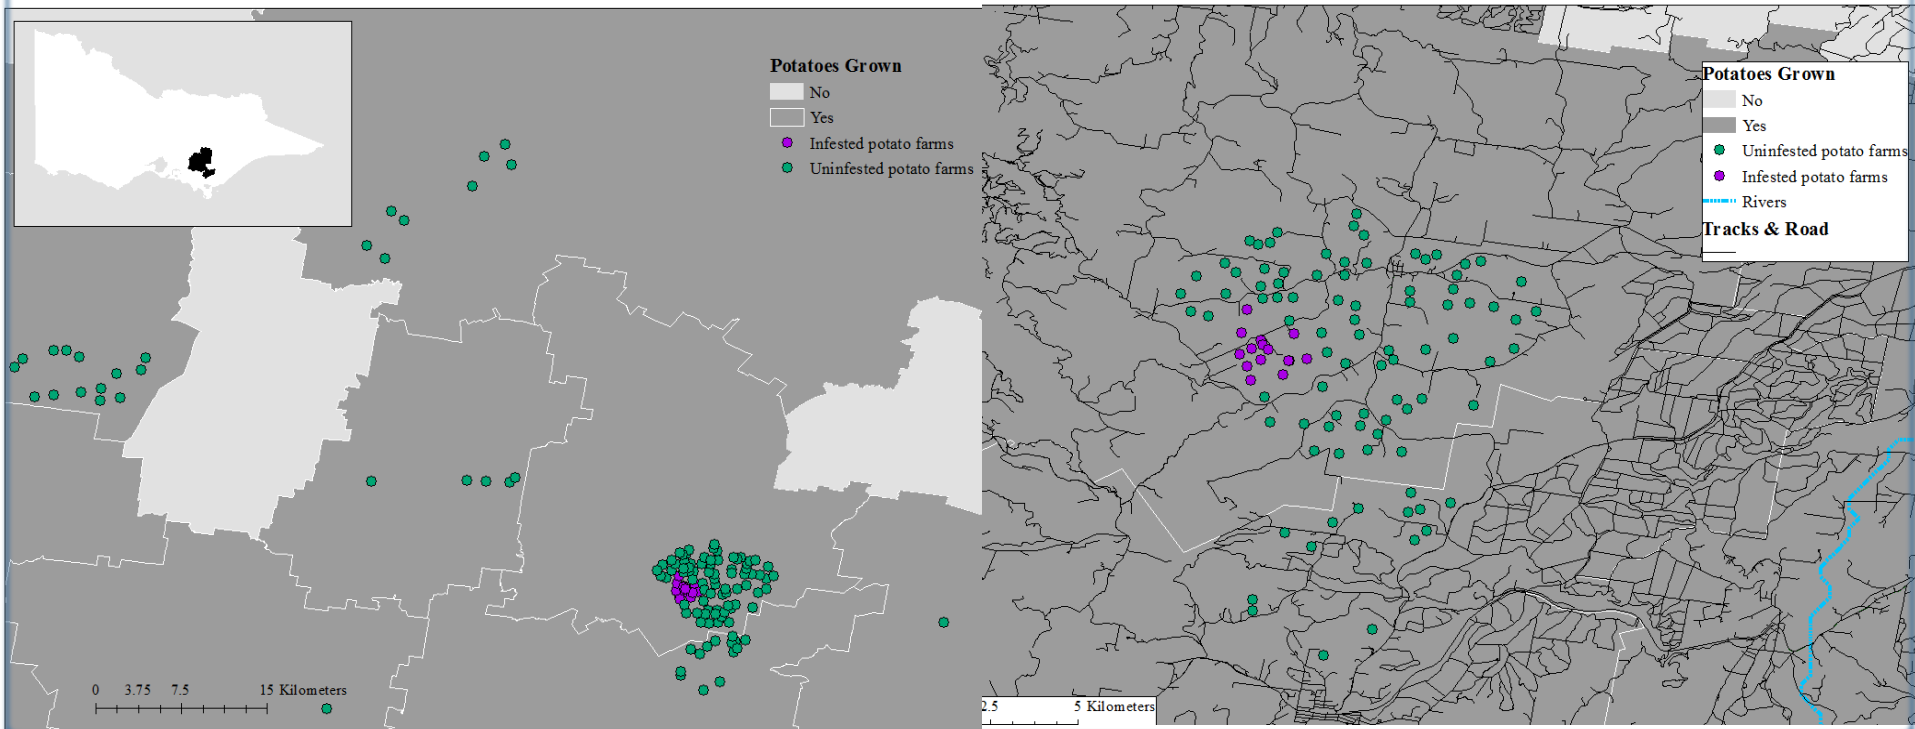 Potatoes Grown
No
Yes
Infested potato farms
Uninfested potato farms
0 3.75 7.5 15 Kilometers
Potatoes Grown
No
Yes
Uninfested potato farms
Infested potato farms
Rivers
Tracks & Road
2.5 5 Kilometers